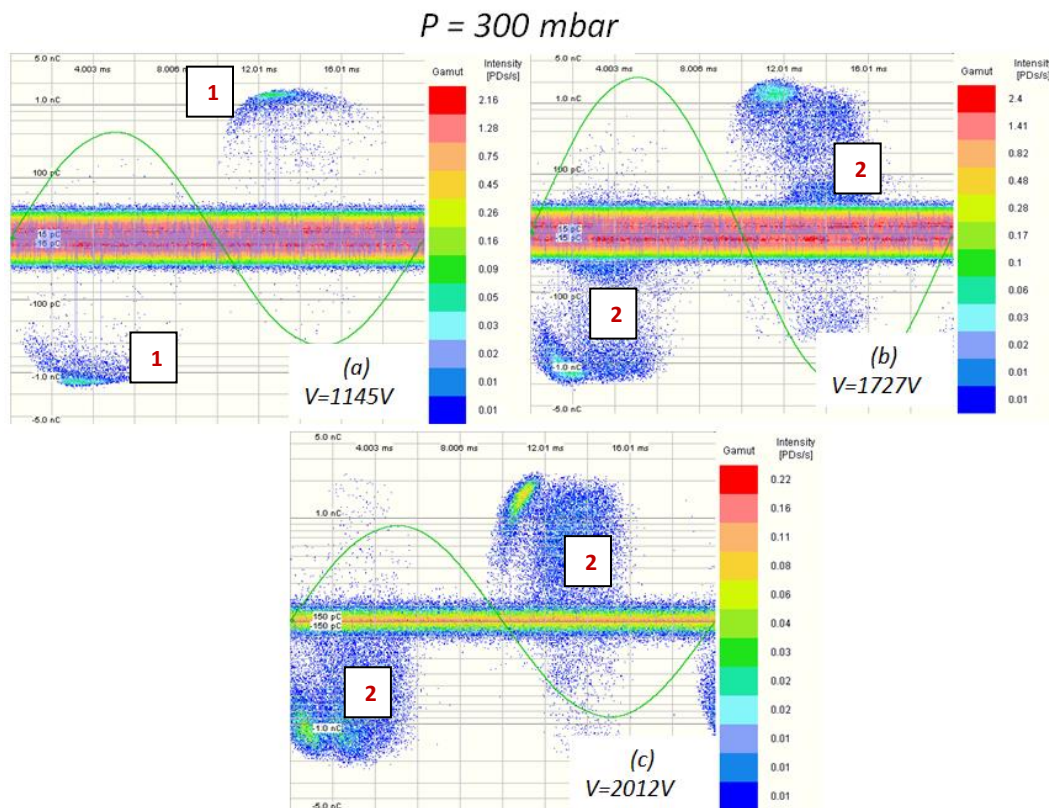 P = 300 mbar
5.0 nC
4.003 ms
8.006 ms
12.01 ms
16.01 ms
1.0 nC
100 pC
15 pC
-15 pC
-100 pC
-1.0 nC
-5.0 nC
1
1
(a)
V=1145V
Gamut
Intensity
[PDs/s]
2.16
1.28
0.75
0.45
0.26
0.16
0.09
0.05
0.03
0.02
0.01
0.01
5.0 nC
4.003 ms
8.006 ms
12.01 ms
16.01 ms
1.0 nC
100 pC
15 pC
-15 pC
-100 pC
-1.0 nC
-5.0 nC
2
2
(b)
V=1727V
Gamut
Intensity
[PDs/s]
2.4
1.41
0.82
0.48
0.28
0.17
0.1
0.06
0.03
0.02
0.01
0.01
5.0 nC
4.003 ms
8.006 ms
12.01 ms
16.01 ms
1.0 nC
150 pC
-150 pC
-1.0 nC
-5.0 nC
2
2
(c)
V=2012V
Gamut
Intensity
[PDs/s]
0.22
0.16
0.11
0.08
0.06
0.04
0.03
0.02
0.02
0.01
0.01
0.01